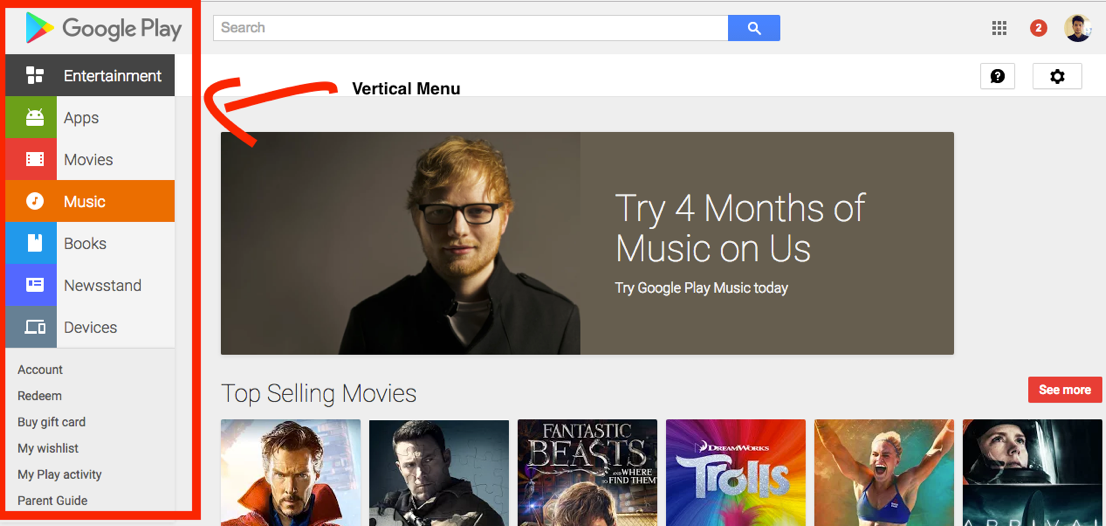 Google Play
Search
2
Entertainment
Vertical Menu
Apps
Movies
Music
Books
Newsstand
Devices
Account
Redeem
Buy gift card
My wishlist
My Play activity
Parent Guide
Try 4 Months of
Music on Us
Try Google Play Music today
Top Selling Movies
See more
FANTASTIC
BEASTS
AND WHERE
TO FIND THEM
DREAMWORKS
Trolls
ARRIVAL